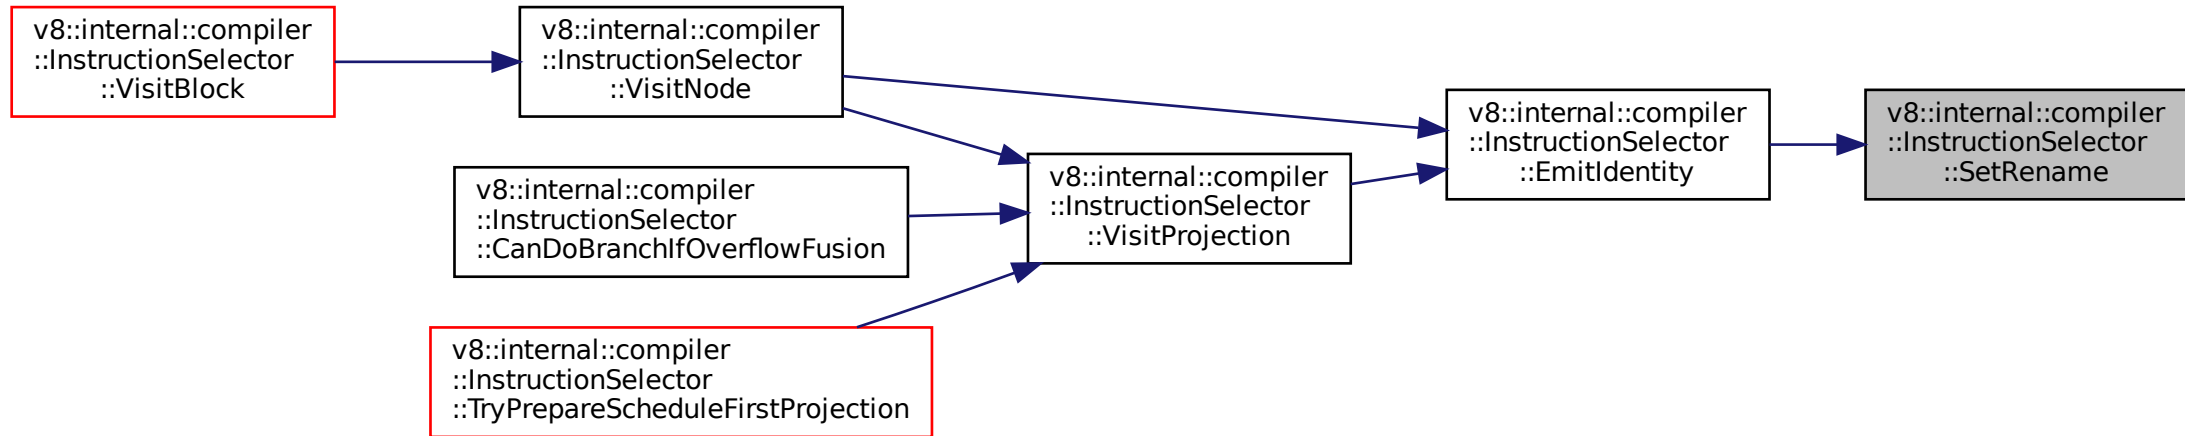 v8::internal::compiler
::InstructionSelector
::VisitBlock
v8::internal::compiler
::InstructionSelector
::VisitNode
v8::internal::compiler
::InstructionSelector
::CanDoBranchIfOverflowFusion
v8::internal::compiler
::InstructionSelector
::TryPrepareScheduleFirstProjection
v8::internal::compiler
::InstructionSelector
::VisitProjection
v8::internal::compiler
::InstructionSelector
::EmitIdentity
v8::internal::compiler
::InstructionSelector
::SetRename